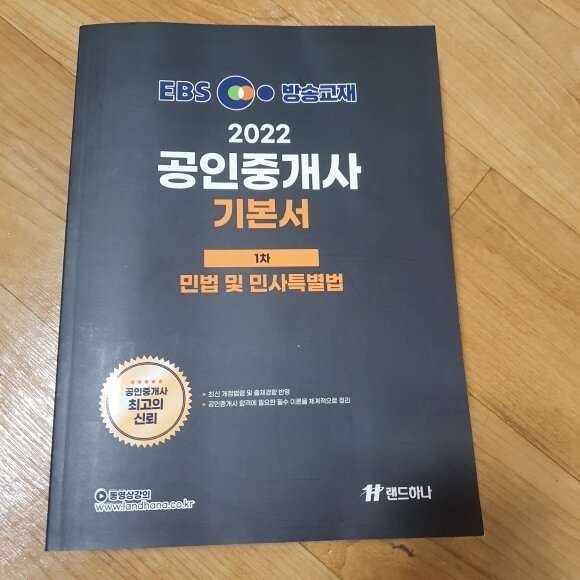 EBS 방송교재
2022
공인중개사
기본서
1차
민법 및 민사특별법
★★★★★
공인중개사
최고의
신뢰
▸ 최신 개정법령 및 출제경향 반영
▸ 공인중개사 합격에 필요한 필수 이론을 체계적으로 정리
동영상강의
www.landhana.co.kr
랜드하나